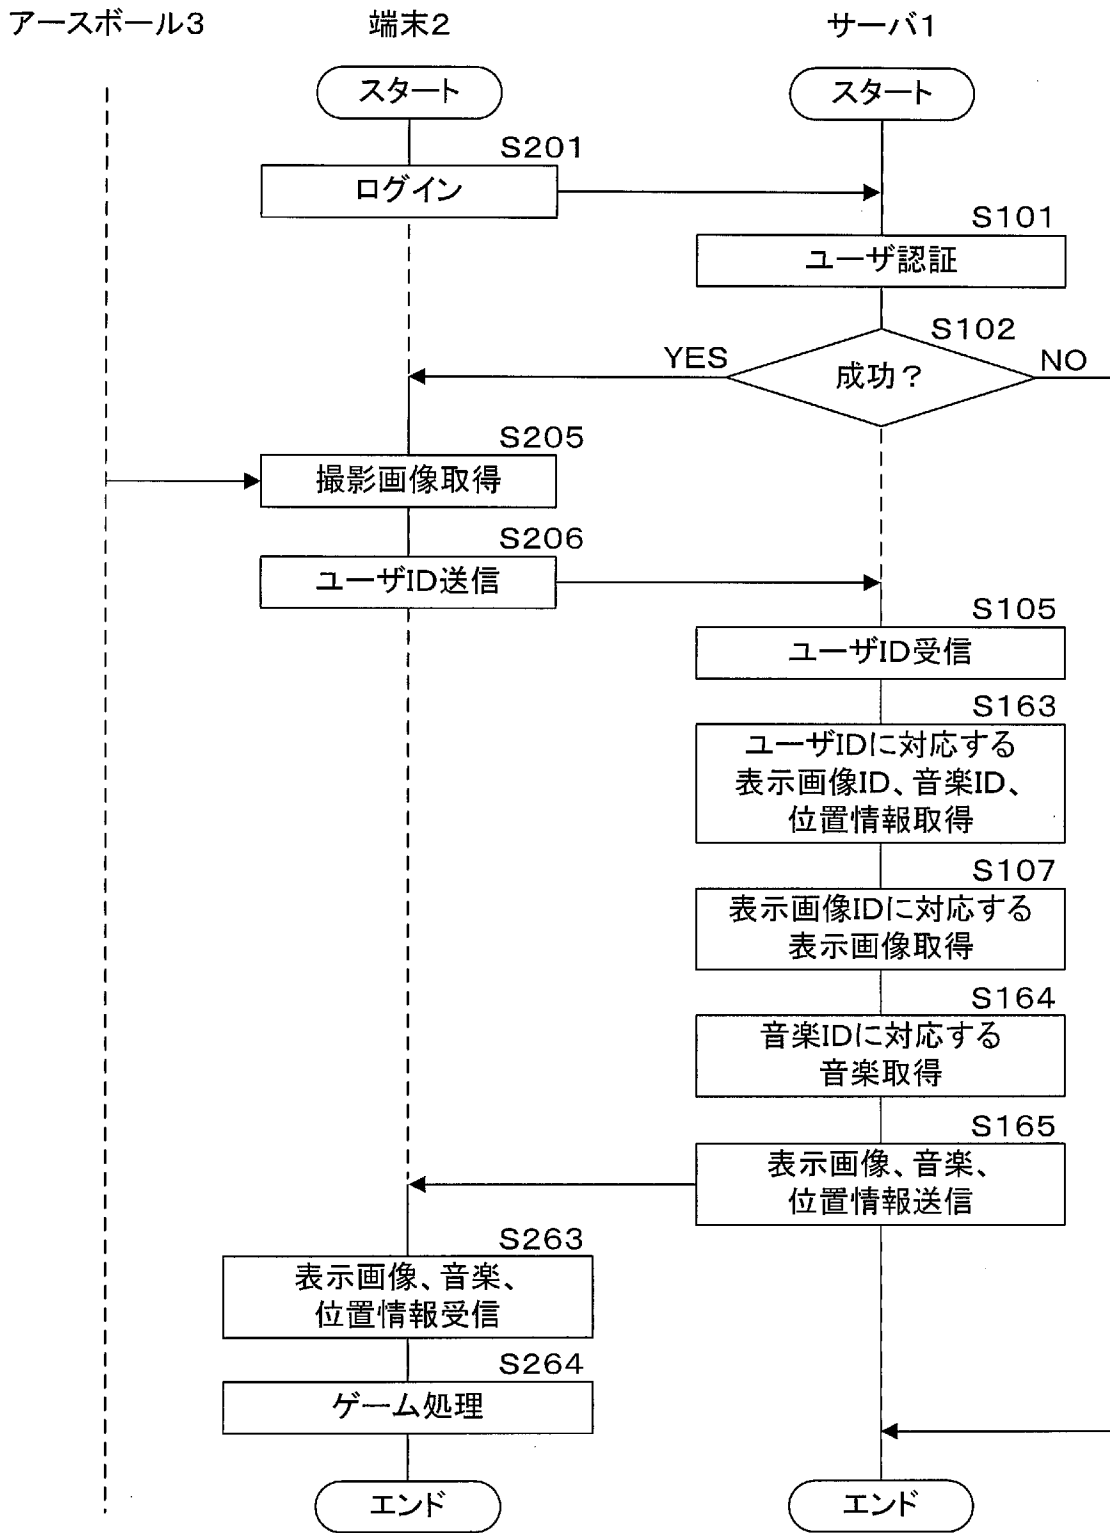 アースボール3
端末2
サーバ1
スタート
スタート
S201
ログイン
S101
ユーザ認証
S102
YES
成功?
NO
S205
撮影画像取得
S206
ユーザID送信
S105
ユーザID受信
S163
ユーザIDに対応する
表示画像ID、音楽ID、
位置情報取得
S107
表示画像IDに対応する
表示画像取得
S164
音楽IDに対応する
音楽取得
S165
表示画像、音楽、
位置情報送信
S263
表示画像、音楽、
位置情報受信
S264
ゲーム処理
エンド
エンド